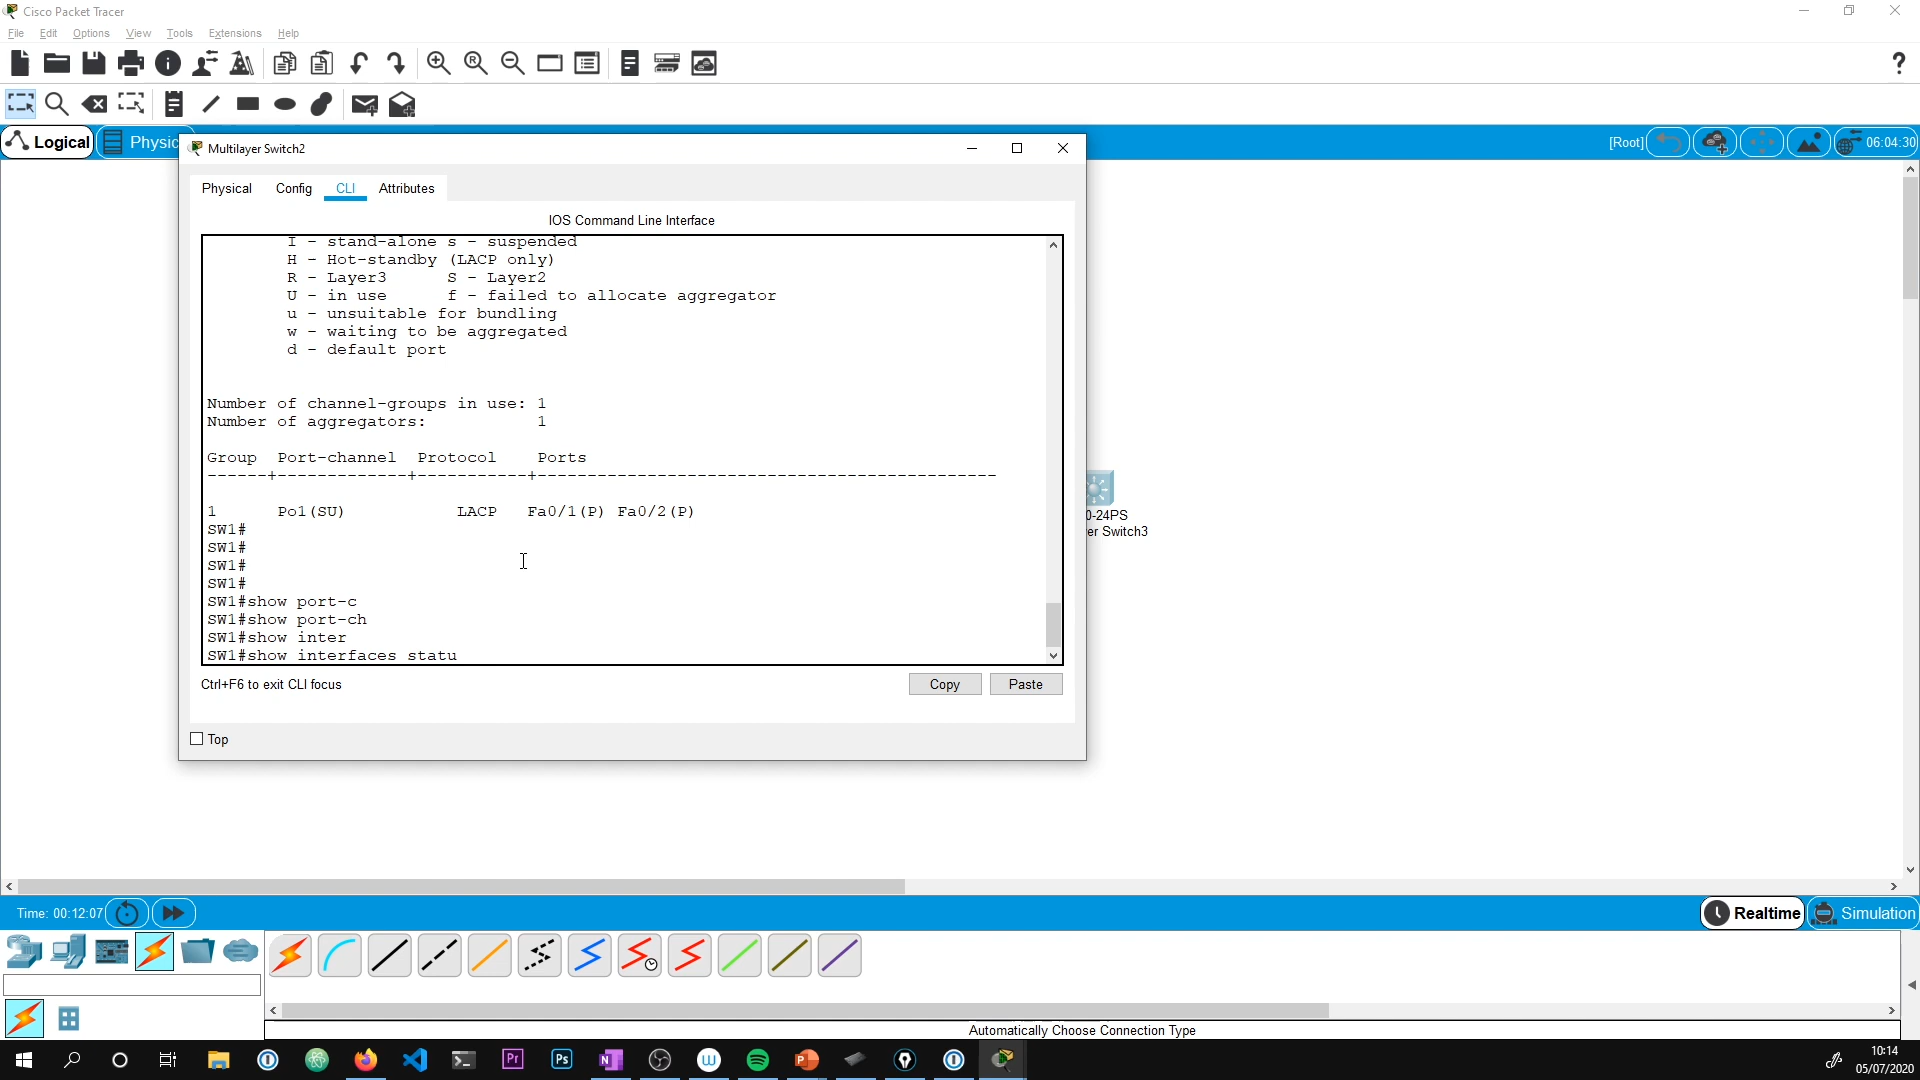 Cisco Packet Tracer
File Edit Options View Tools Extensions Help
Logical
Physic
[Root]
06:04:30
Multilayer Switch2
Physical Config CLI Attributes
IOS Command Line Interface
I - stand-alone s - suspended
H - Hot-standby (LACP only)
R - Layer3 S - Layer2
U - in use f - failed to allocate aggregator
u - unsuitable for bundling
w - waiting to be aggregated
d - default port
Number of channel-groups in use: 1
Number of aggregators: 1
Group Port-channel Protocol Ports
------+-------------+-----------+----------------------------------------------
1 Po1(SU) LACP Fa0/1(P) Fa0/2(P)
SW1#
SW1#
SW1#
SW1#
SW1#show port-c
SW1#show port-ch
SW1#show inter
SW1#show interfaces statu
Ctrl+F6 to exit CLI focus
Copy
Paste
Top
0-24PS
er Switch3
Time: 00:12:07
Realtime
Simulation
Automatically Choose Connection Type
Pr
Ps
N
W
P
10:14
05/07/2020